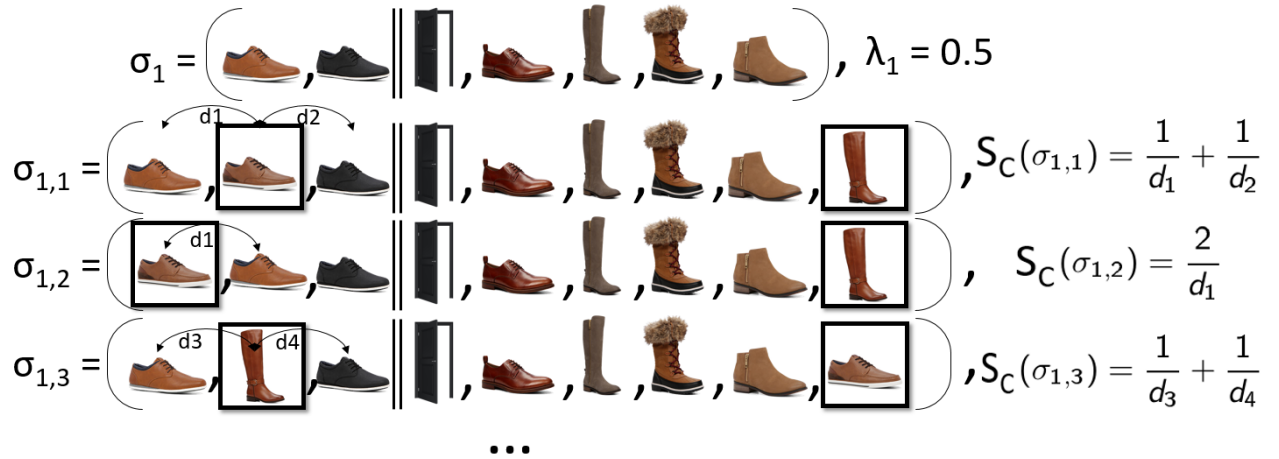 σ1 = ( , || , , , , ) , λ1 = 0.5
d1 d2
σ1,1 = ( , , || , , , , , ) , SC(σ1,1) = 1/d1 + 1/d2
d1
σ1,2 = ( , , || , , , , , ) , SC(σ1,2) = 2/d1
d3 d4
σ1,3 = ( , , || , , , , , ) , SC(σ1,3) = 1/d3 + 1/d4
...